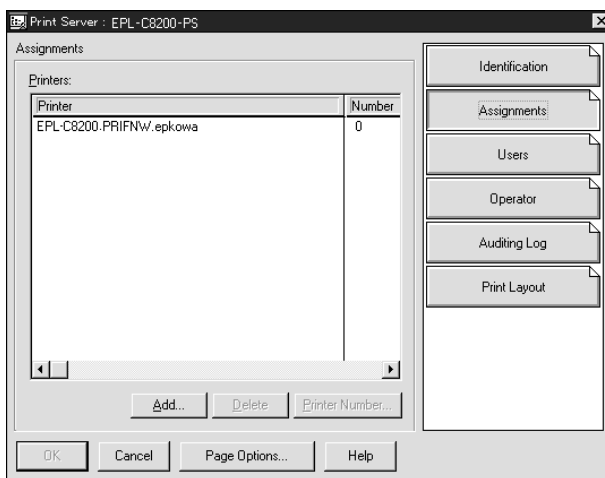 Print Server : EPL-C8200-PS
Assignments
Printers:
Printer Number
EPL-C8200.PRIFNW.epkowa 0
Add... Delete Printer Number...
OK Cancel Page Options... Help
Identification
Assignments
Users
Operator
Auditing Log
Print Layout